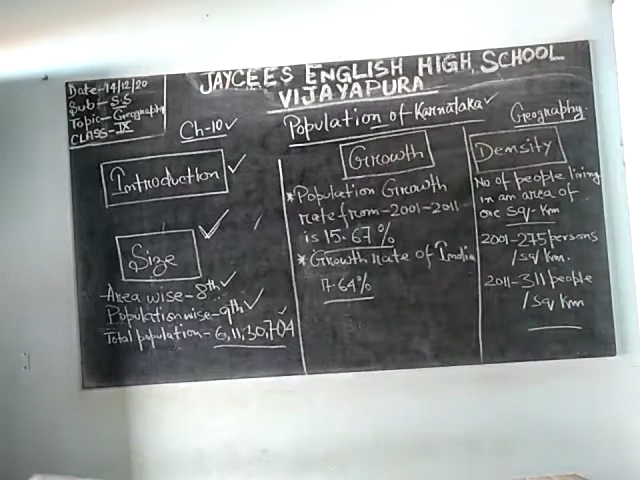 JAYCEES ENGLISH HIGH SCHOOL
VIJAYAPURA
Date-14/12/20
Sub:-S.S
Topic-Geography
CLASS-IX
Ch-10✓
Population of Karnataka✓
Geography.
Introduction ✓
Size ✓
Area wise-8th✓
Population wise-9th✓
Total population-6,11,30,704
Growth
*Population Growth
rate from-2001-2011
is 15.67%
*Growth rate of India
17.64%
Density
No of people living
in an area of
one sq.km
2001-275 persons
/sq km.
2011-311 people
/sq km